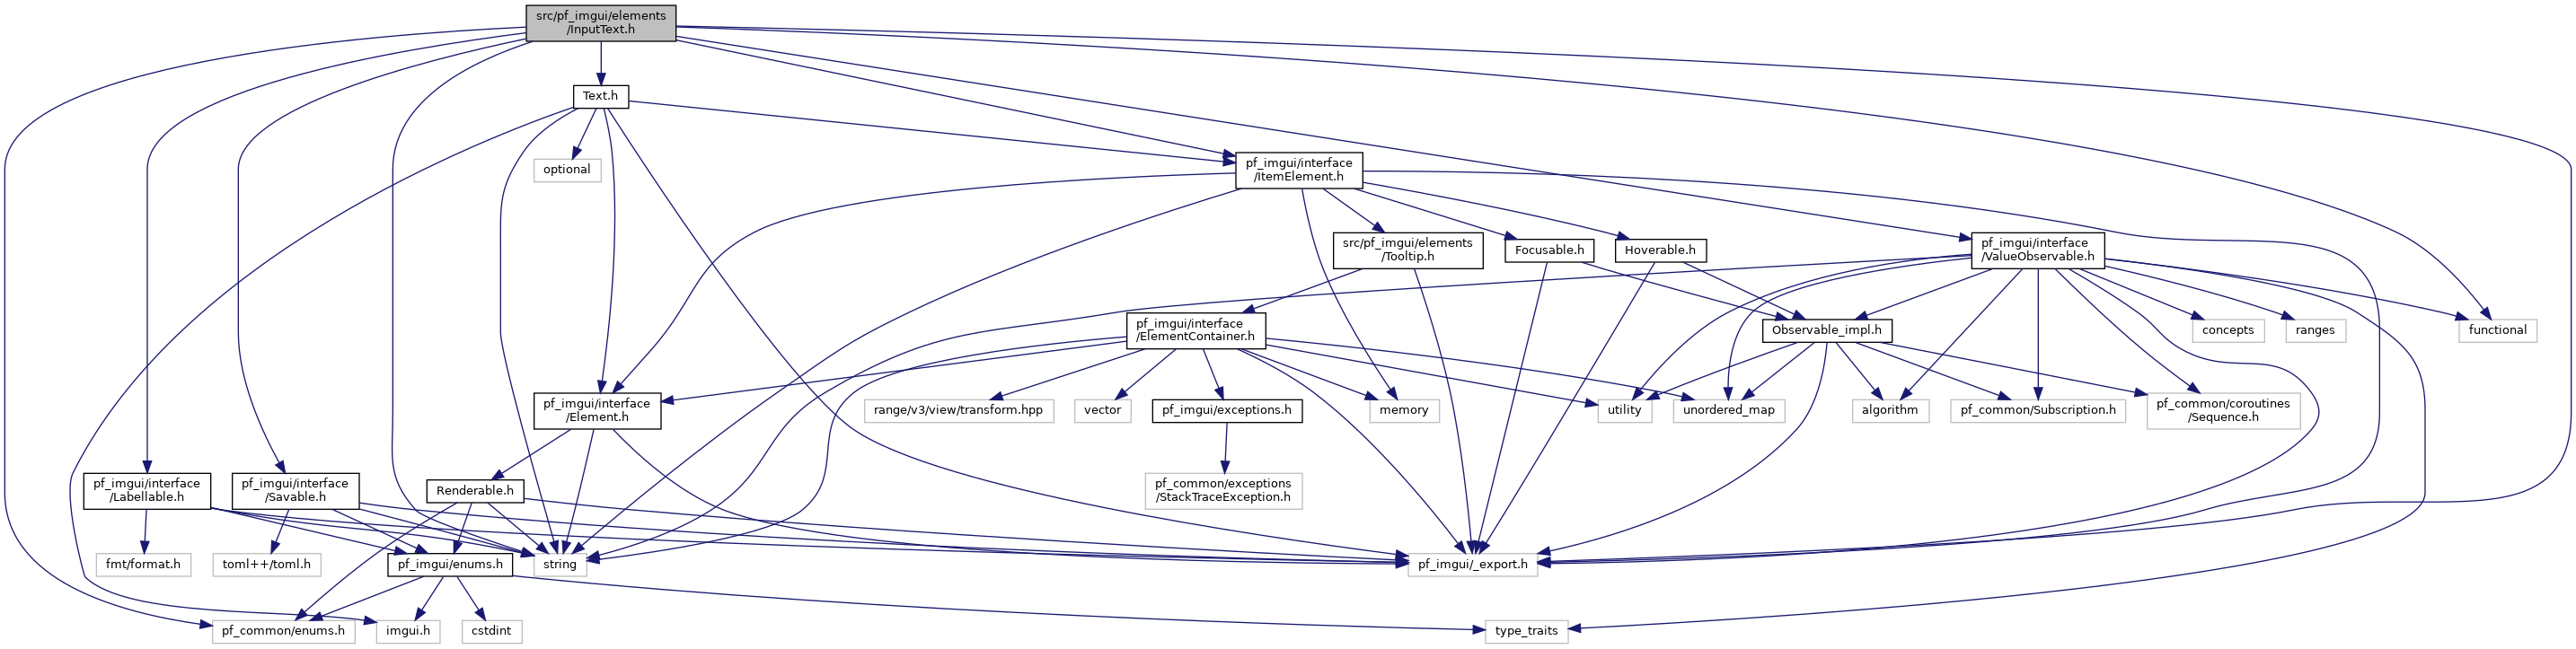 src/pf_imgui/elements
/InputText.h
Text.h
optional
pf_imgui/interface
/ItemElement.h
src/pf_imgui/elements
/Tooltip.h
Focusable.h
Hoverable.h
pf_imgui/interface
/ValueObservable.h
pf_imgui/interface
/ElementContainer.h
Observable_impl.h
concepts
ranges
functional
pf_imgui/interface
/Element.h
range/v3/view/transform.hpp
vector
pf_imgui/exceptions.h
memory
utility
unordered_map
algorithm
pf_common/Subscription.h
pf_common/coroutines
/Sequence.h
pf_imgui/interface
/Labellable.h
pf_imgui/interface
/Savable.h
Renderable.h
pf_common/exceptions
/StackTraceException.h
fmt/format.h
toml++/toml.h
pf_imgui/enums.h
string
pf_imgui/_export.h
pf_common/enums.h
imgui.h
cstdint
type_traits